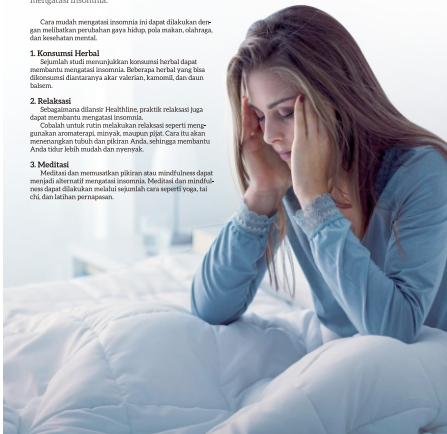 mengatasi insomnia.
Cara mudah mengatasi insomnia ini dapat dilakukan den-
gan melibatkan perubahan gaya hidup, pola makan, olahraga,
dan kesehatan mental.
1. Konsumsi Herbal
Sejumlah studi menunjukkan konsumsi herbal dapat
membantu mengatasi insomnia. Beberapa herbal yang bisa
dikonsumsi diantaranya akar valerian, kamomil, dan daun
balsem.
2. Relaksasi
Sebagaimana dilansir Healthline, praktik relaksasi juga
dapat membantu mengatasi insomnia.
Cobalah untuk rutin melakukan relaksasi seperti meng-
gunakan aromaterapi, minyak, maupun pijat. Cara itu akan
menenangkan tubuh dan pikiran Anda, sehingga membantu
Anda tidur lebih mudah dan nyenyak.
3. Meditasi
Meditasi dan memusatkan pikiran atau mindfulness dapat
menjadi alternatif mengatasi insomnia. Meditasi dan mindful-
ness dapat dilakukan melalui sejumlah cara seperti yoga, tai
chi, dan latihan pernapasan.